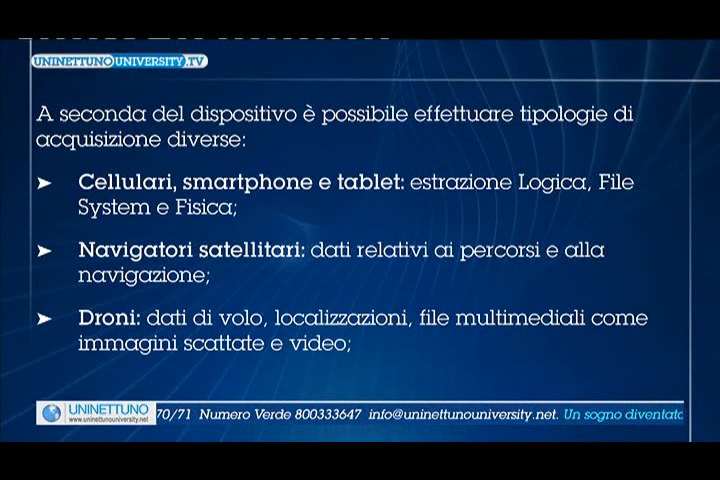 UNINETTUNOUNIVERSITY.TV
A seconda del dispositivo è possibile effettuare tipologie di
acquisizione diverse:
➤ Cellulari, smartphone e tablet: estrazione Logica, File
System e Fisica;
➤ Navigatori satellitari: dati relativi ai percorsi e alla
navigazione;
➤ Droni: dati di volo, localizzazioni, file multimediali come
immagini scattate e video;
UNINETTUNO
www.uninettunouniversity.net
70/71 Numero Verde 800333647 info@uninettunouniversity.net. Un sogno diventato